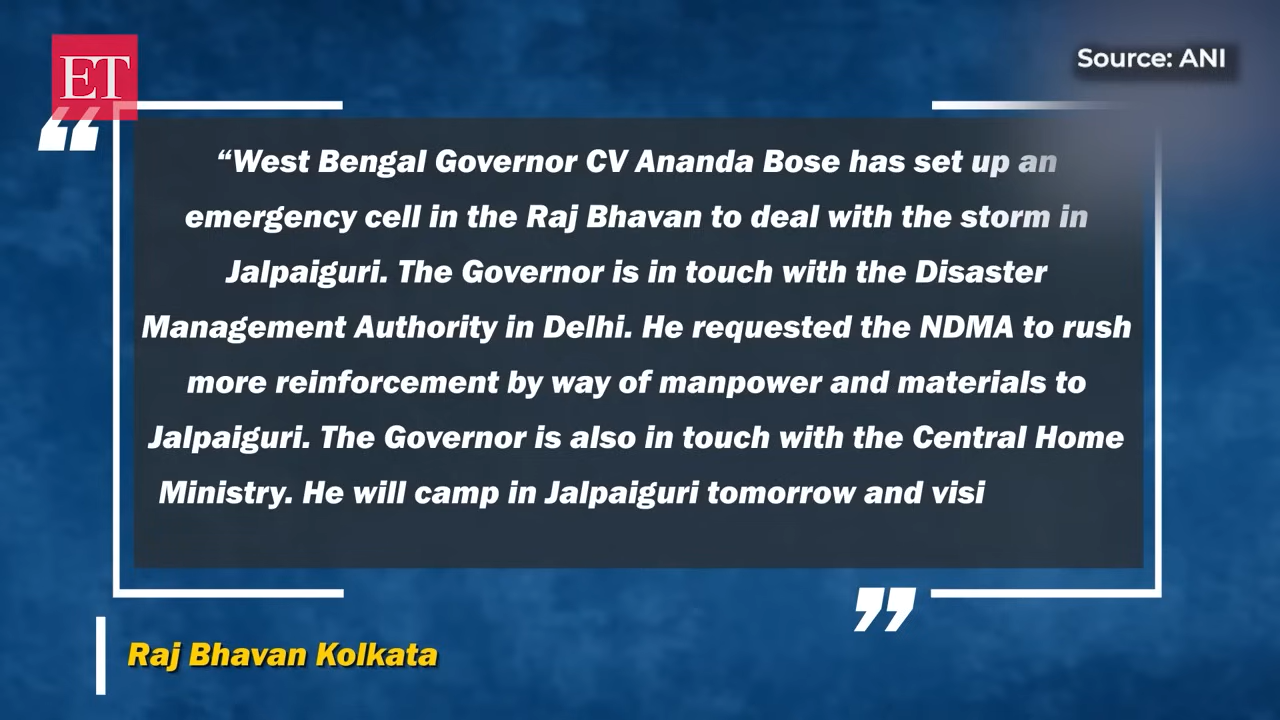 ET
Source: ANI
“West Bengal Governor CV Ananda Bose has set up an
emergency cell in the Raj Bhavan to deal with the storm in
Jalpaiguri. The Governor is in touch with the Disaster
Management Authority in Delhi. He requested the NDMA to rush
more reinforcement by way of manpower and materials to
Jalpaiguri. The Governor is also in touch with the Central Home
Ministry. He will camp in Jalpaiguri tomorrow and visi
Raj Bhavan Kolkata